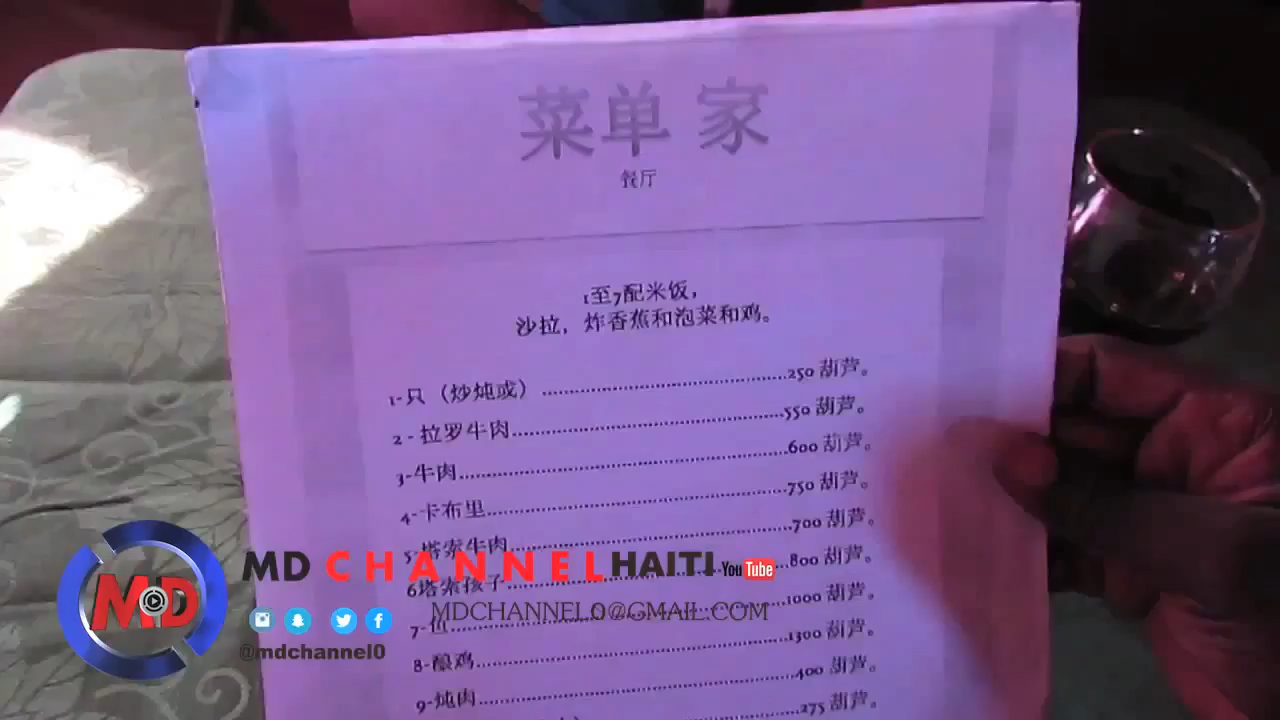 菜单 家
餐厅
1至7配米饭，
沙拉，炸香蕉和泡菜和鸡。
1-只（炒炖或） ........................................250 葫芦。
2 - 拉罗牛肉........................................550 葫芦。
3-牛肉........................................600 葫芦。
4-卡布里........................................750 葫芦。
5-塔索牛肉........................................700 葫芦。
6塔索孩子........................................800 葫芦。
7-鱼........................................1000 葫芦。
8-酿鸡........................................1300 葫芦。
9-炖肉........................................400 葫芦。
275 葫芦。
MD CHANNEL HAITI YouTube
MDCHANNEL0@GMAIL.COM
@mdchannel0
MD